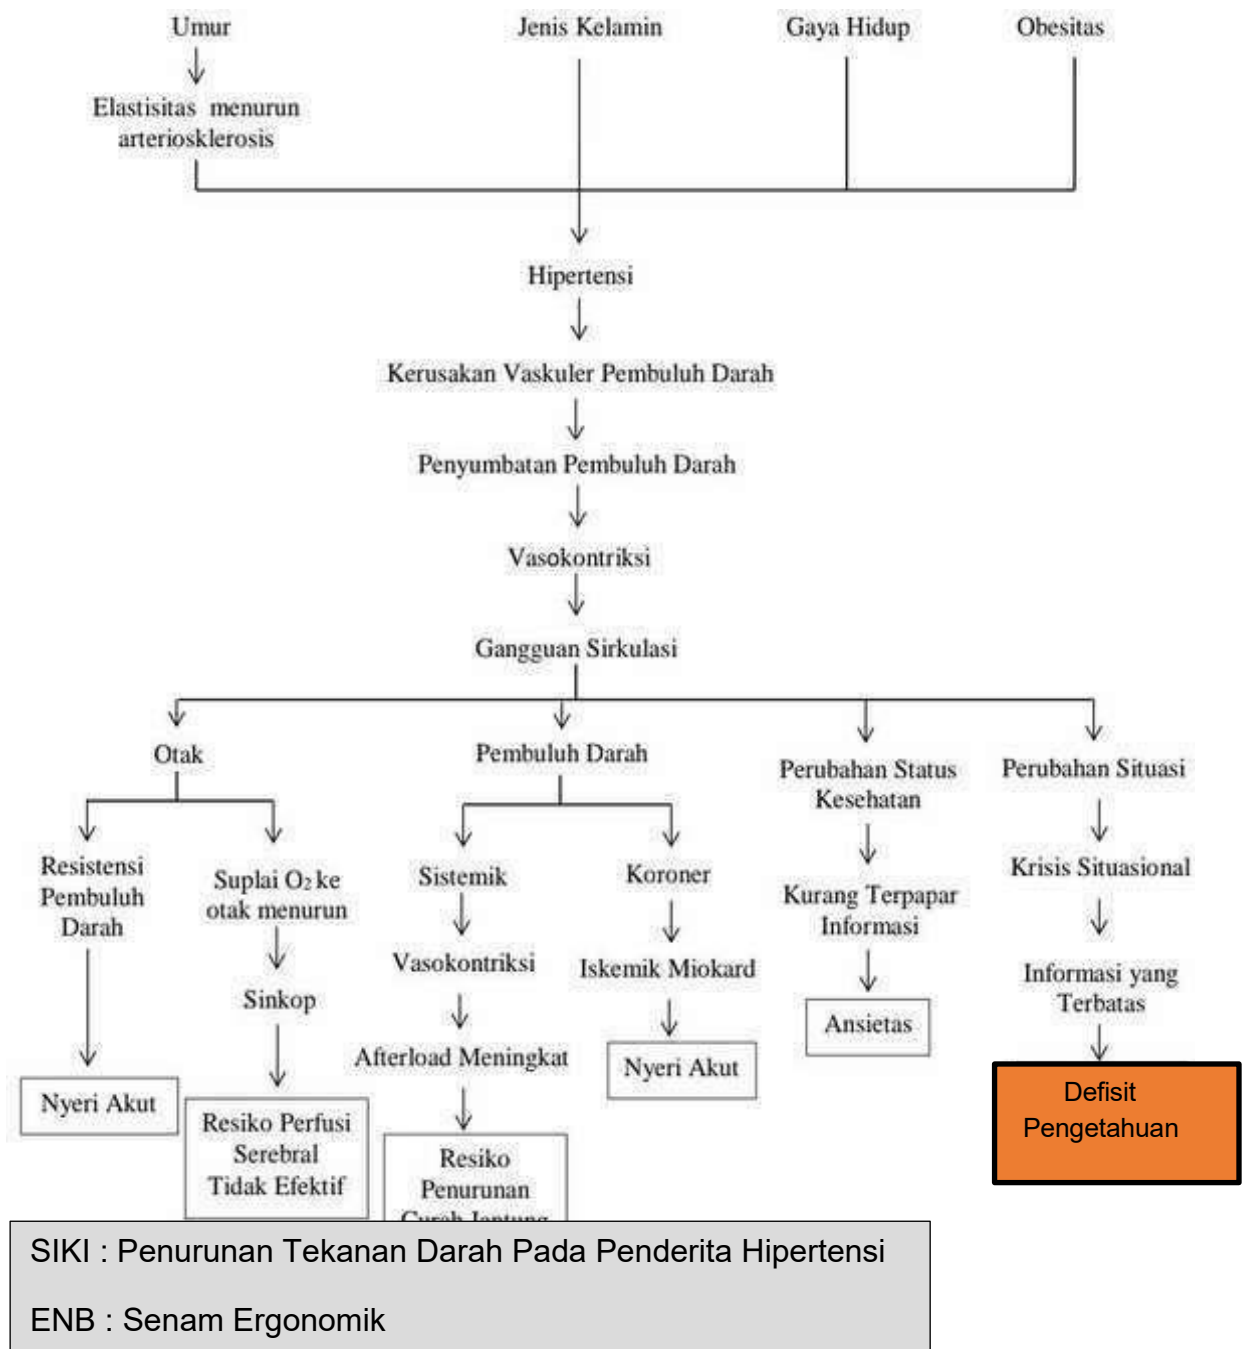 Umur
Jenis Kelamin
Gaya Hidup
Obesitas
Elastisitas menurun
arteriosklerosis
Hipertensi
Kerusakan Vaskuler Pembuluh Darah
Penyumbatan Pembuluh Darah
Vasokontriksi
Gangguan Sirkulasi
Otak
Pembuluh Darah
Perubahan Status
Kesehatan
Perubahan Situasi
Resistensi
Pembuluh
Darah
Suplai O2 ke
otak menurun
Sistemik
Koroner
Kurang Terpapar
Informasi
Krisis Situasional
Sinkop
Vasokontriksi
Iskemik Miokard
Ansietas
Informasi yang
Terbatas
Nyeri Akut
Resiko Perfusi
Serebral
Tidak Efektif
Afterload Meningkat
Nyeri Akut
Defisit
Pengetahuan
Resiko
Penurunan
Curah Jantung
SIKI : Penurunan Tekanan Darah Pada Penderita Hipertensi
ENB : Senam Ergonomik